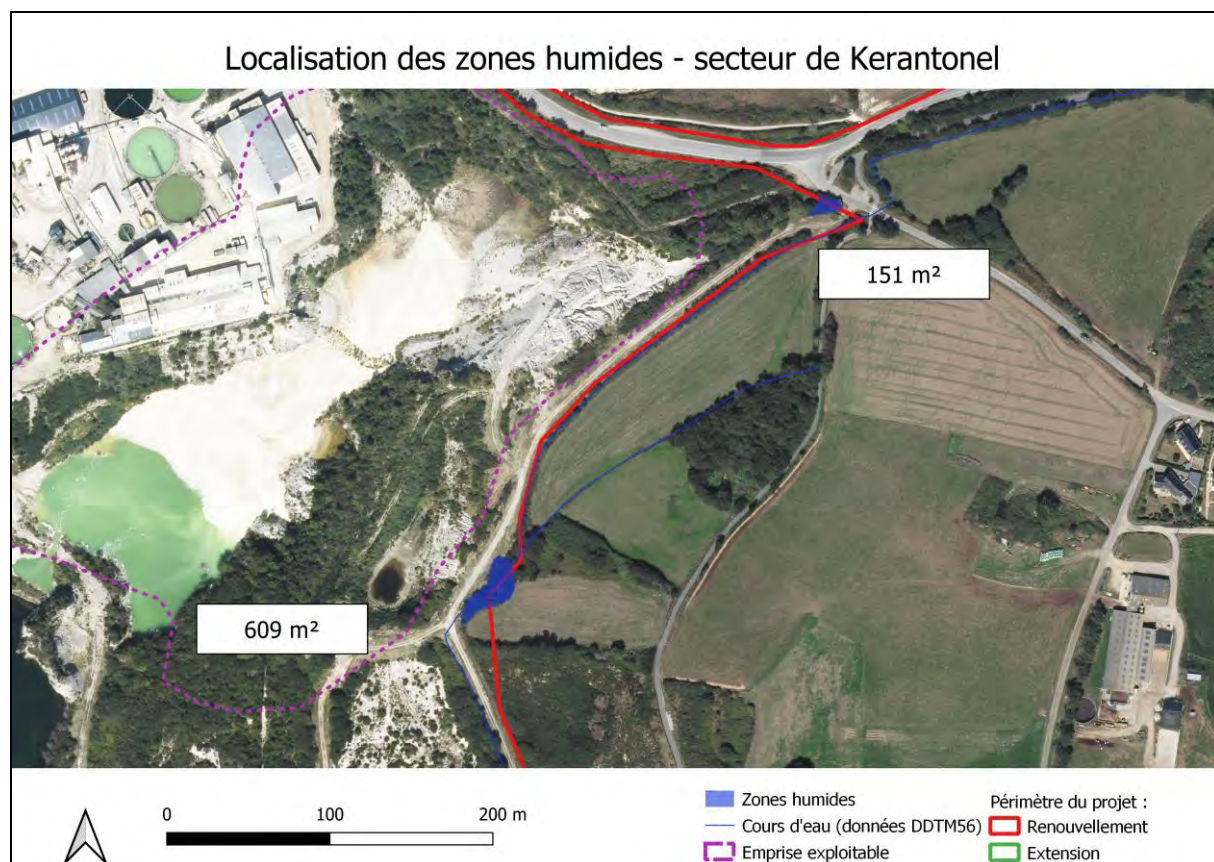 Localisation des zones humides - secteur de Kerantonel
151 m²
609 m²
0 100 200 m
Zones humides
Cours d'eau (données DDTM56)
Emprise exploitable
Périmètre du projet :
Renouvellement
Extension